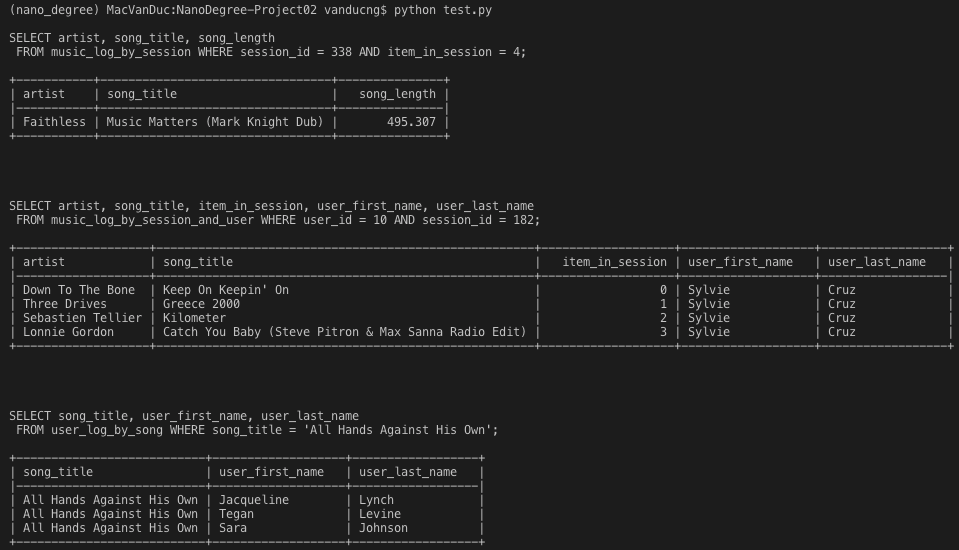 (nano_degree) MacVanDuc:NanoDegree-Project02 vanducng$ python test.py
SELECT artist, song_title, song_length
FROM music_log_by_session WHERE session_id = 338 AND item_in_session = 4;
| artist | song_title | song_length |
| Faithless | Music Matters (Mark Knight Dub) | 495.307 |
SELECT artist, song_title, item_in_session, user_first_name, user_last_name
FROM music_log_by_session_and_user WHERE user_id = 10 AND session_id = 182;
| artist | song_title | item_in_session | user_first_name | user_last_name |
| Down To The Bone | Keep On Keepin' On | 0 | Sylvie | Cruz |
| Three Drives | Greece 2000 | 1 | Sylvie | Cruz |
| Sebastien Tellier | Kilometer | 2 | Sylvie | Cruz |
| Lonnie Gordon | Catch You Baby (Steve Pitron & Max Sanna Radio Edit) | 3 | Sylvie | Cruz |
SELECT song_title, user_first_name, user_last_name
FROM user_log_by_song WHERE song_title = 'All Hands Against His Own';
| song_title | user_first_name | user_last_name |
| All Hands Against His Own | Jacqueline | Lynch |
| All Hands Against His Own | Tegan | Levine |
| All Hands Against His Own | Sara | Johnson |